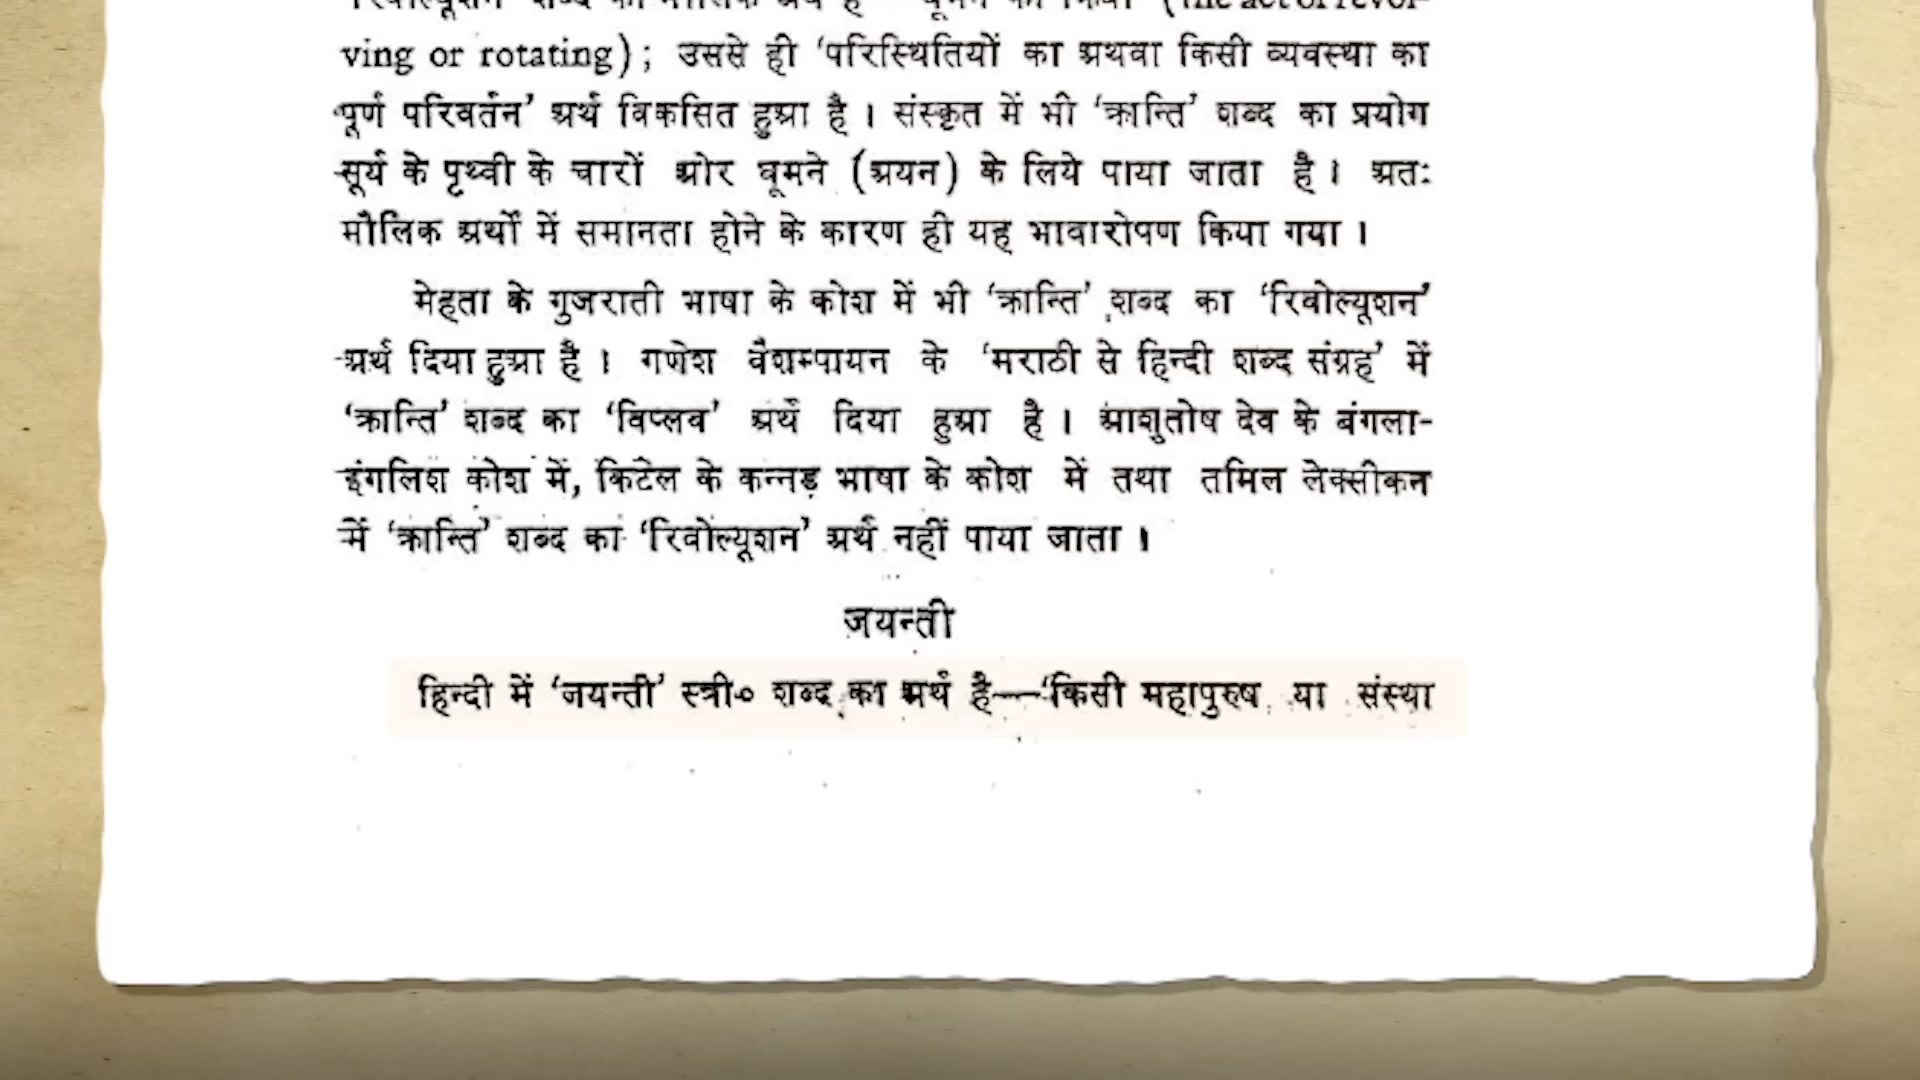 ving or rotating); उससे ही ‘परिस्थितियों का अथवा किसी व्यवस्था का
पूर्ण परिवर्तन’ अर्थ विकसित हुआ है । संस्कृत में भी ‘क्रान्ति’ शब्द का प्रयोग
सूर्य के पृथ्वी के चारों ओर घूमने (अयन) के लिये पाया जाता है । अतः
मौलिक अर्थों में समानता होने के कारण ही यह भावारोपण किया गया ।
मेहता के गुजराती भाषा के कोश में भी ‘क्रान्ति’ शब्द का ‘रिवोल्यूशन’
अर्थ दिया हुआ है । गणेश वैशम्पायन के ‘मराठी से हिन्दी शब्द संग्रह’ में
‘क्रान्ति’ शब्द का ‘विप्लव’ अर्थ दिया हुआ है । आशुतोष देव के बंगला-
इंगलिश कोश में, किटेल के कन्नड़ भाषा के कोश में तथा तमिल लेक्सीकन
में ‘क्रान्ति’ शब्द का ‘रिवोल्यूशन’ अर्थ नहीं पाया जाता ।
जयन्ती
हिन्दी में ‘जयन्ती’ स्त्री० शब्द का अर्थ है—‘किसी महापुरुष या संस्था